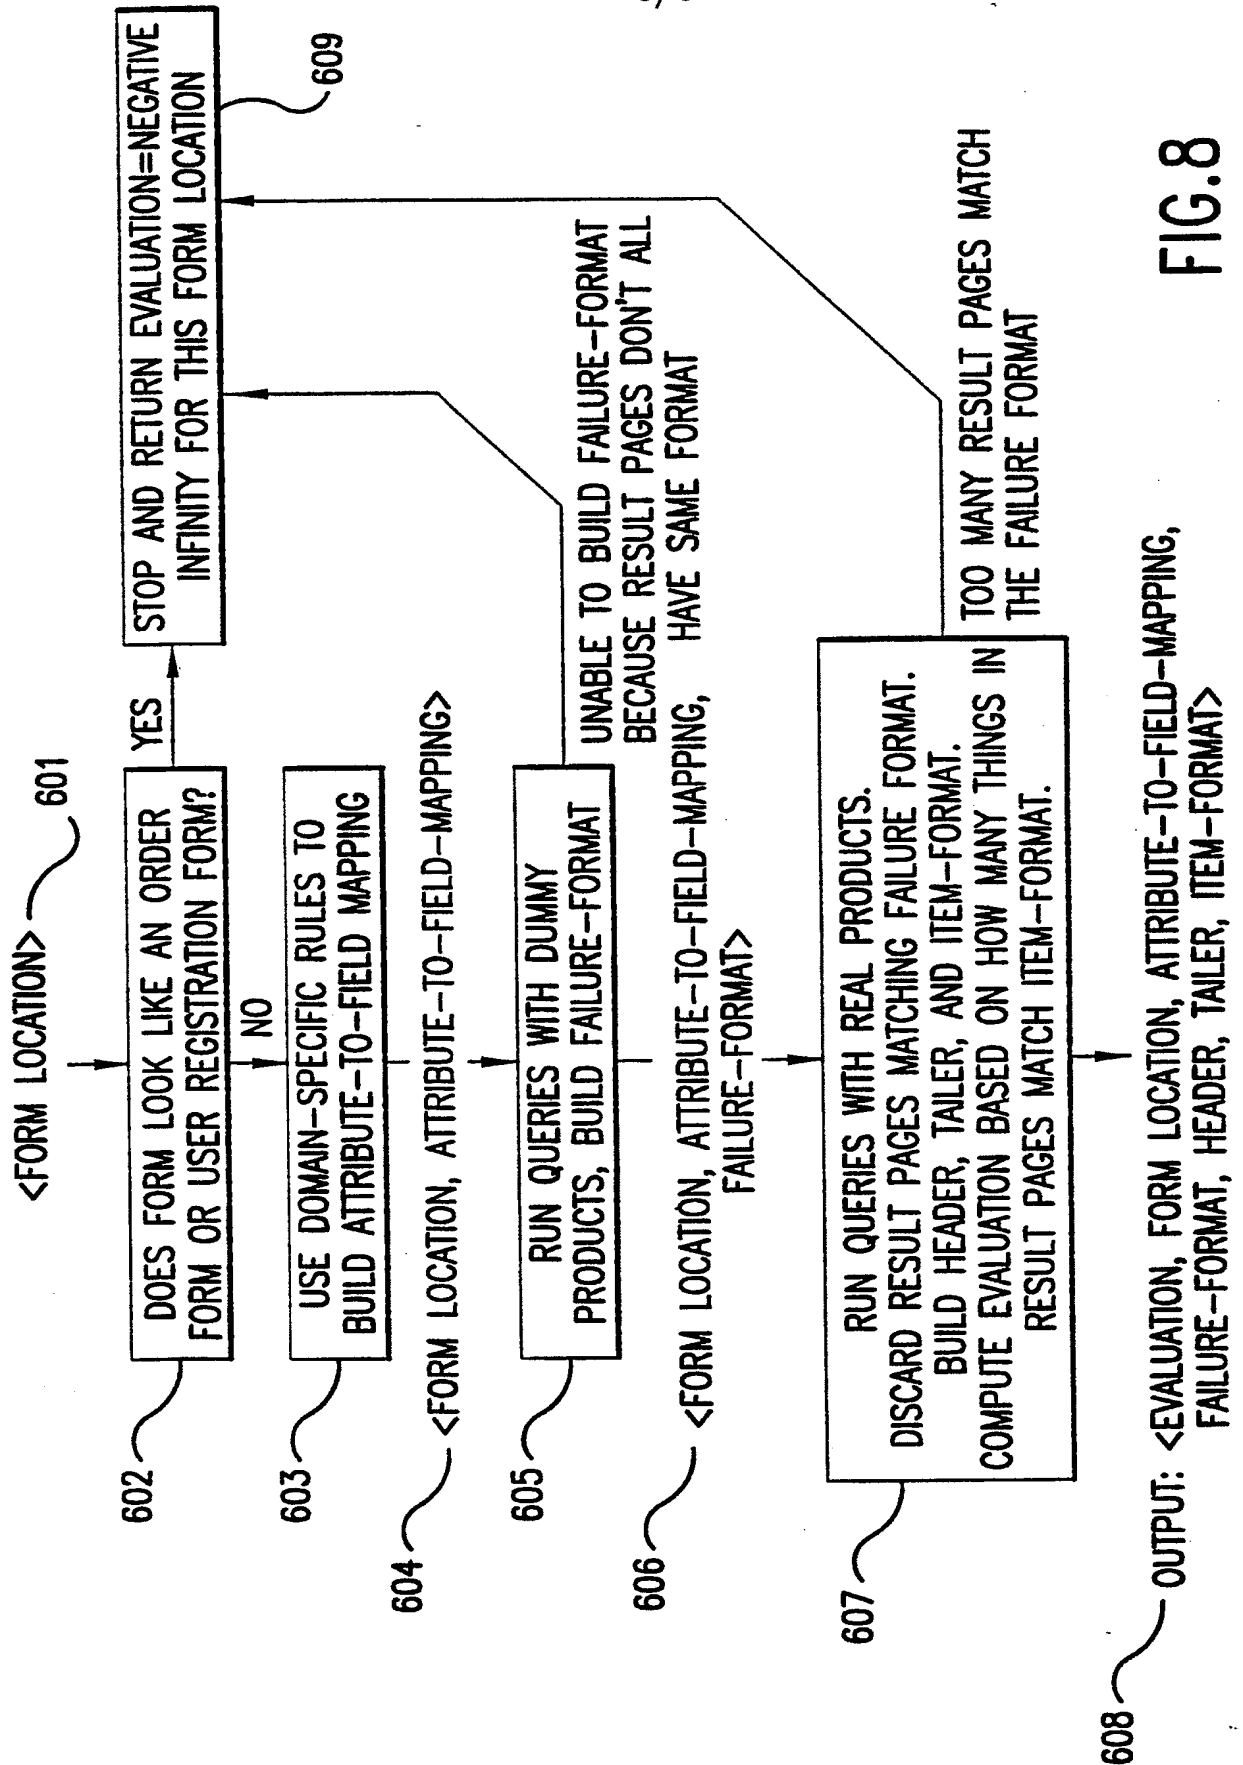 <FORM LOCATION>
601
602
DOES FORM LOOK LIKE AN ORDER
FORM OR USER REGISTRATION FORM?
YES
STOP AND RETURN EVALUATION=NEGATIVE
INFINITY FOR THIS FORM LOCATION
609
NO
603
USE DOMAIN-SPECIFIC RULES TO
BUILD ATTRIBUTE-TO-FIELD MAPPING
604
<FORM LOCATION, ATTRIBUTE-TO-FIELD-MAPPING>
605
RUN QUERIES WITH DUMMY
PRODUCTS, BUILD FAILURE-FORMAT
UNABLE TO BUILD FAILURE-FORMAT
BECAUSE RESULT PAGES DON'T ALL
HAVE SAME FORMAT
606
<FORM LOCATION, ATTRIBUTE-TO-FIELD-MAPPING,
FAILURE-FORMAT>
607
RUN QUERIES WITH REAL PRODUCTS.
DISCARD RESULT PAGES MATCHING FAILURE FORMAT.
BUILD HEADER, TAILER, AND ITEM-FORMAT.
COMPUTE EVALUATION BASED ON HOW MANY THINGS IN
RESULT PAGES MATCH ITEM-FORMAT.
TOO MANY RESULT PAGES MATCH
THE FAILURE FORMAT
608
OUTPUT: <EVALUATION, FORM LOCATION, ATTRIBUTE-TO-FIELD-MAPPING,
FAILURE-FORMAT, HEADER, TAILER, ITEM-FORMAT>
FIG.8